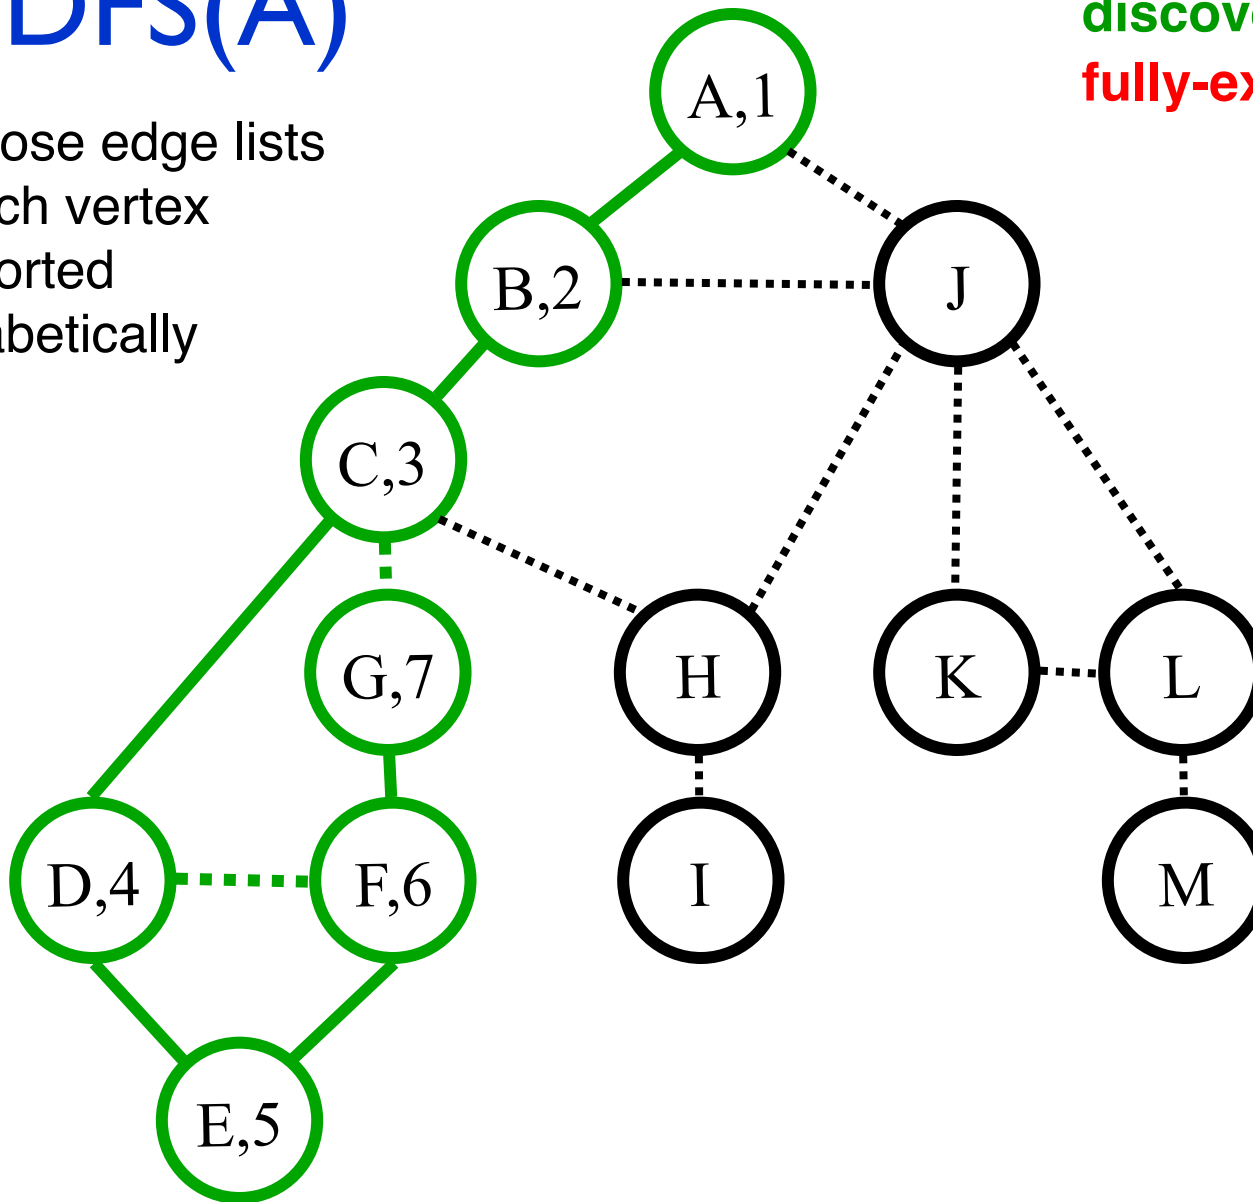 DFS(A)
discove
fully-ex
ose edge lists
ch vertex
orted
abetically
A,1
B,2
J
C,3
G,7
H
K
L
D,4
F,6
I
M
E,5